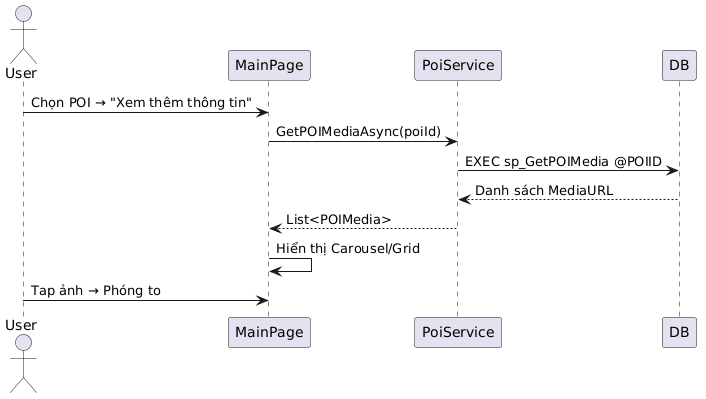 User
MainPage
PoiService
DB
Chọn POI → "Xem thêm thông tin"
GetPOIMediaAsync(poiId)
EXEC sp_GetPOIMedia @POIID
Danh sách MediaURL
List<POIMedia>
Hiển thị Carousel/Grid
Tap ảnh → Phóng to
User
MainPage
PoiService
DB